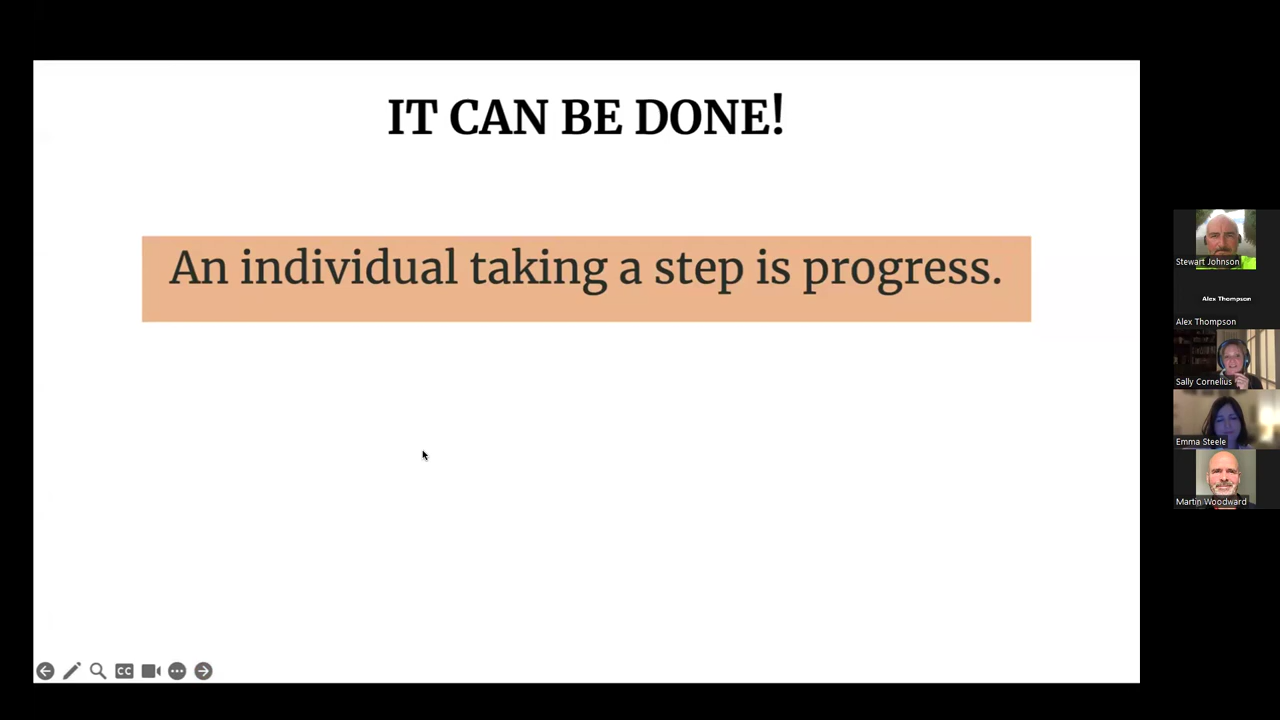 IT CAN BE DONE!
An individual taking a step is progress.
Stewart Johnson
Alex Thompson
Alex Thompson
Sally Cornelius
Emma Steele
Martin Woodward
CC